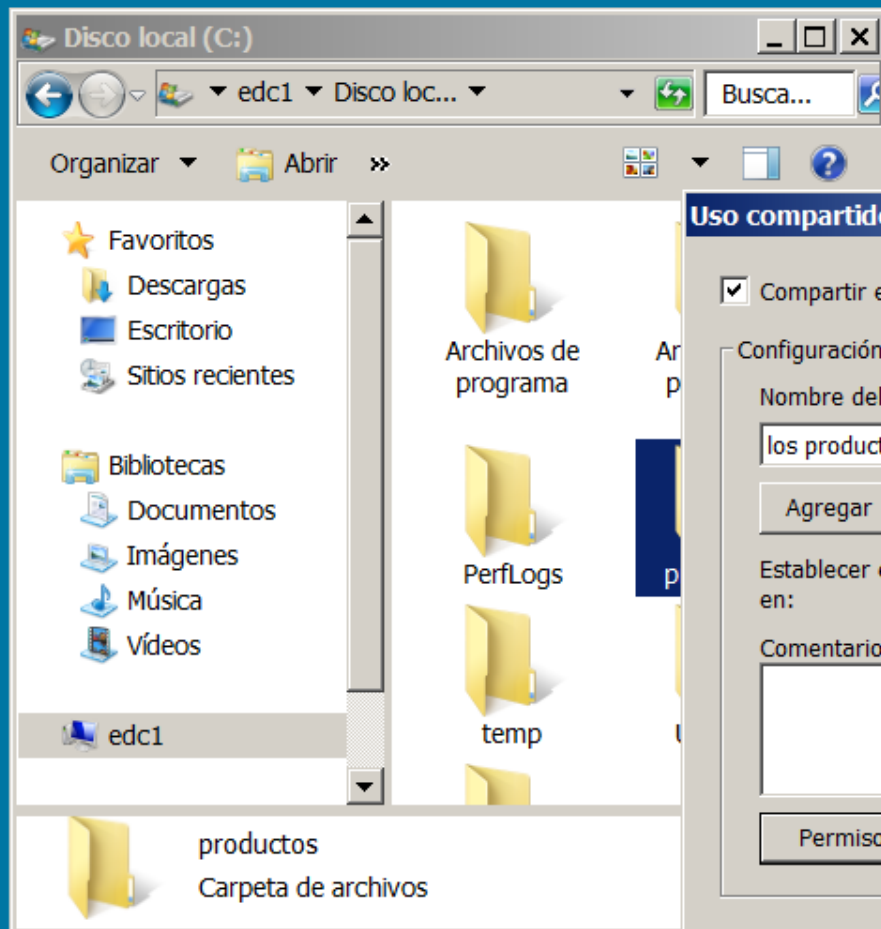 Disco local (C:)
edc1 Disco loc...
Busca...
Organizar Abrir
Favoritos
Descargas
Escritorio
Sitios recientes
Bibliotecas
Documentos
Imágenes
Música
Vídeos
edc1
Archivos de
programa
PerfLogs
temp
Uso compartido
Compartir
Configuración
Nombre del
los product
Agregar
Establecer
en:
Comentario
Permiso
productos
Carpeta de archivos